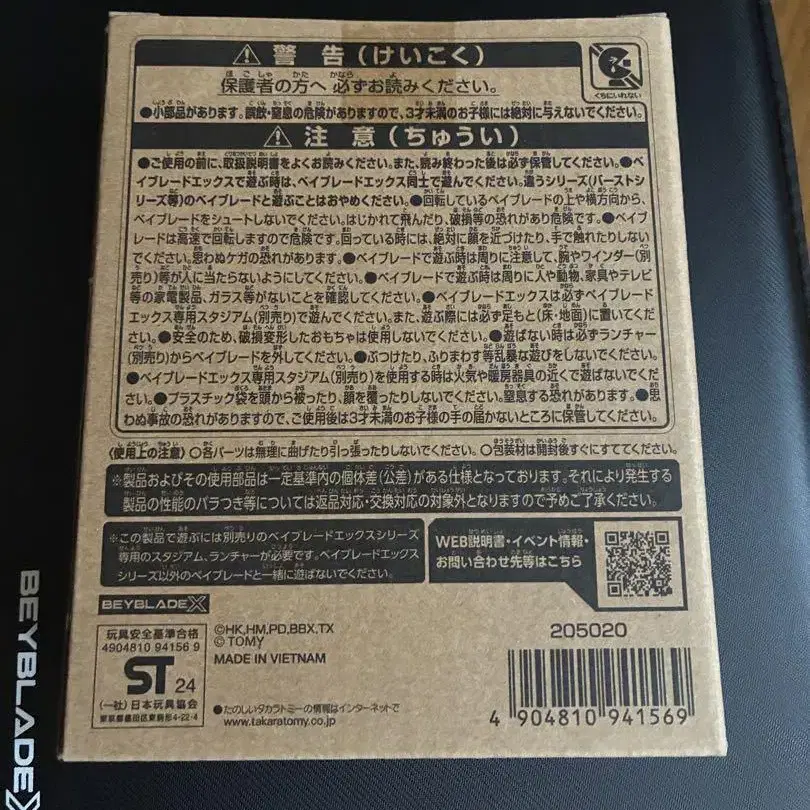 警告(けいこく)
保護者の方へ 必ずお読みください。
くちにいれない
●小部品があります。誤飲・窒息の危険がありますので、3才未満のお子様には絶対に与えないでください。
注意(ちゅうい)
●ご使用の前に、取扱説明書をよくお読みください。また、読み終わった後は必ず保管してください。●ベ
イブレードエックスで遊ぶ時は、ベイブレードエックス同士で遊んでください。違うシリーズ(バーストシ
リーズ等)のベイブレードと遊ぶことはおやめください。●回転しているベイブレードの上や横方向から、
ベイブレードをシュートしないでください。はじかれて飛んだり、破損等の恐れがあり危険です。●ベイブ
レードは高速で回転しますので危険です。回っている時には、絶対に顔を近づけたり、手で触れたりしない
でください。思わぬケガの恐れがあります。●ベイブレードで遊ぶ時は周りに注意して、腕やワインダー(別
売り)等が人に当たらないようにしてください。●ベイブレードで遊ぶ時は周りに人や動物、家具やテレビ
等の家電製品、ガラス等がないことを確認してください。●ベイブレードエックスは必ずベイブレード
エックス専用スタジアム(別売り)で遊んでください。また、遊ぶ際には必ず足もと(床・地面)に置いてくだ
さい。●安全のため、破損変形したおもちゃは使用しないでください。●遊ばない時は必ずランチャー
(別売り)からベイブレードを外してください。●ぶつけたり、ふりまわす等乱暴な遊びをしないでください。
●ベイブレードエックス専用スタジアム(別売り)を使用する時は火気や暖房器具の近くで遊ばないでくだ
さい。●プラスチック袋を頭から被ったり、顔を覆ったりしないでください。窒息する恐れがあります。●思
わぬ事故の恐れがありますので、ご使用後は3才未満のお子様の手の届かないところに保管してください。
〈使用上の注意〉○各パーツは無理に曲げたり引っ張ったりしないでください。○包装材は開封後すぐにすててください。
※製品およびその使用部品は一定基準内の個体差(公差)がある仕様となっております。それにより発生する
製品の性能のバラつき等については返品対応・交換対応の対象外となりますので予めご了承ください。
※この製品で遊ぶには別売りのベイブレードエックスシリーズ
専用のスタジアム、ランチャーが必要です。ベイブレードエックス
シリーズ以外のベイブレードと一緒に遊ばないでください。
WEB説明書・イベント情報・
お問い合わせ先等はこちら
BEYBLADE X
玩具安全基準合格
4904810 94156 9
ST 24
(一社)日本玩具協会
東京都墨田区東駒形4-22-4
©HK,HM,PD,BBX,TX
© TOMY
MADE IN VIETNAM
●たのしいタカラトミーの情報はインターネットで
www.takaratomy.co.jp
205020
4 904810 941569
BEYBLADE X